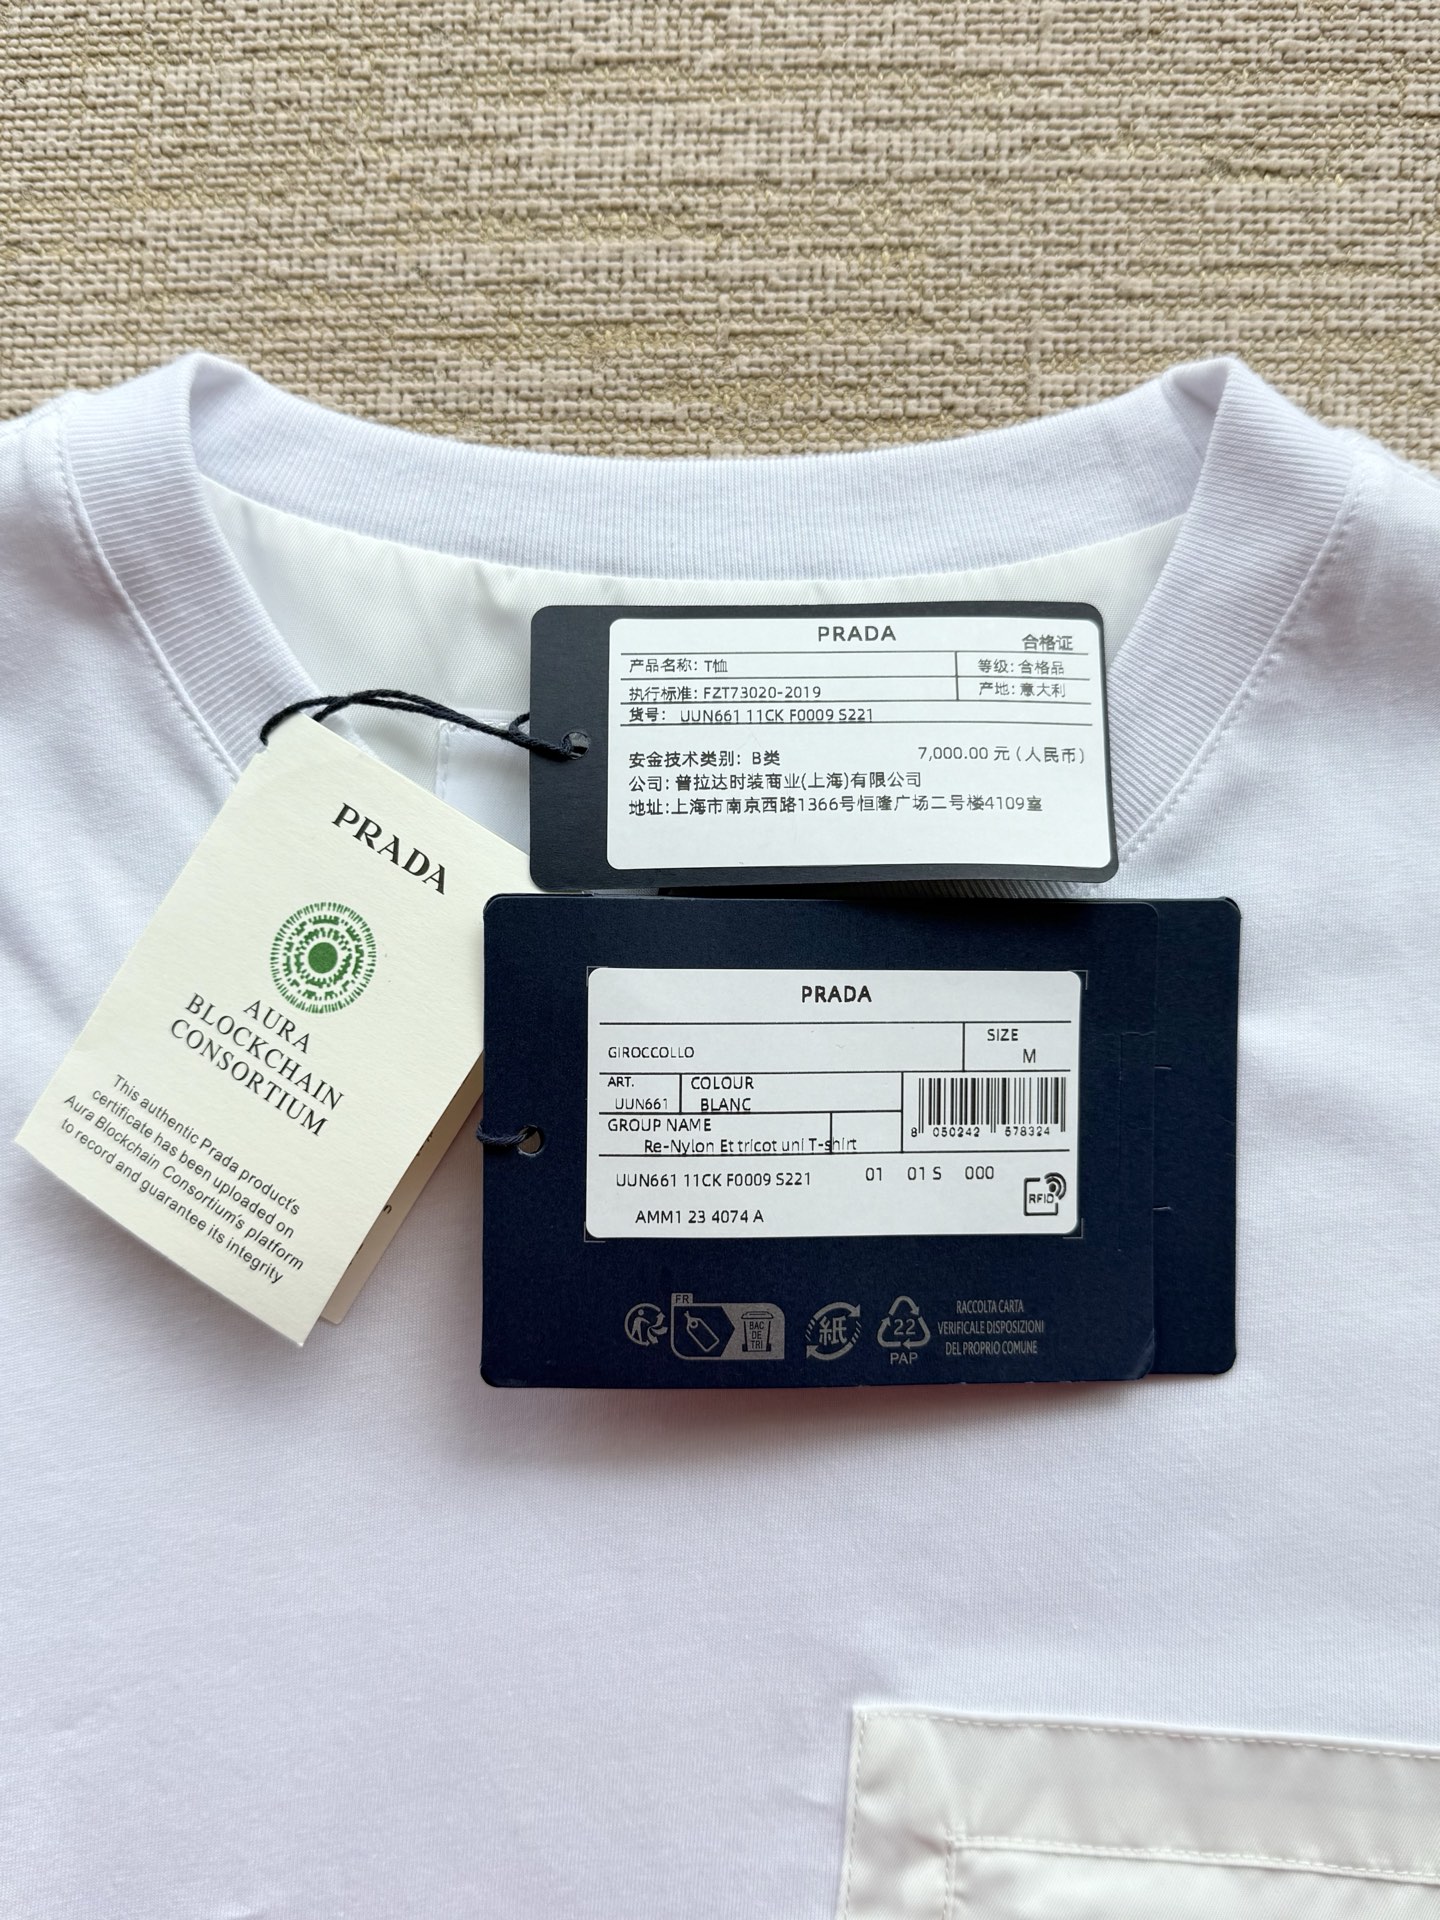 PRADA
合格证
产品名称: T恤
等级: 合格品
执行标准: FZT73020-2019
产地: 意大利
货号: UUN661 11CK F0009 S221
安金技术类别: B类
7,000.00 元 (人民币)
公司: 普拉达时装商业(上海)有限公司
地址:上海市南京西路1366号恒隆广场二号楼4109室
PRADA
AURA
BLOCKCHAIN
CONSORTIUM
This authentic Prada product's
certificate has been uploaded on
Aura Blockchain Consortium's platform
to record and guarantee its integrity
PRADA
GIROCCOLLO
SIZE
M
ART.
UUN661
COLOUR
BLANC
GROUP NAME
Re-Nylon Et tricot uni T-shirt
8 050242 678324
UUN661 11CK F0009 S221 01 01 S 000
AMM1 23 4074 A
RFID
FR
BAC
DE
TRI
紙
22
PAP
RACCOLTA CARTA
VERIFICALE DISPOSIZIONI
DEL PROPRIO COMUNE